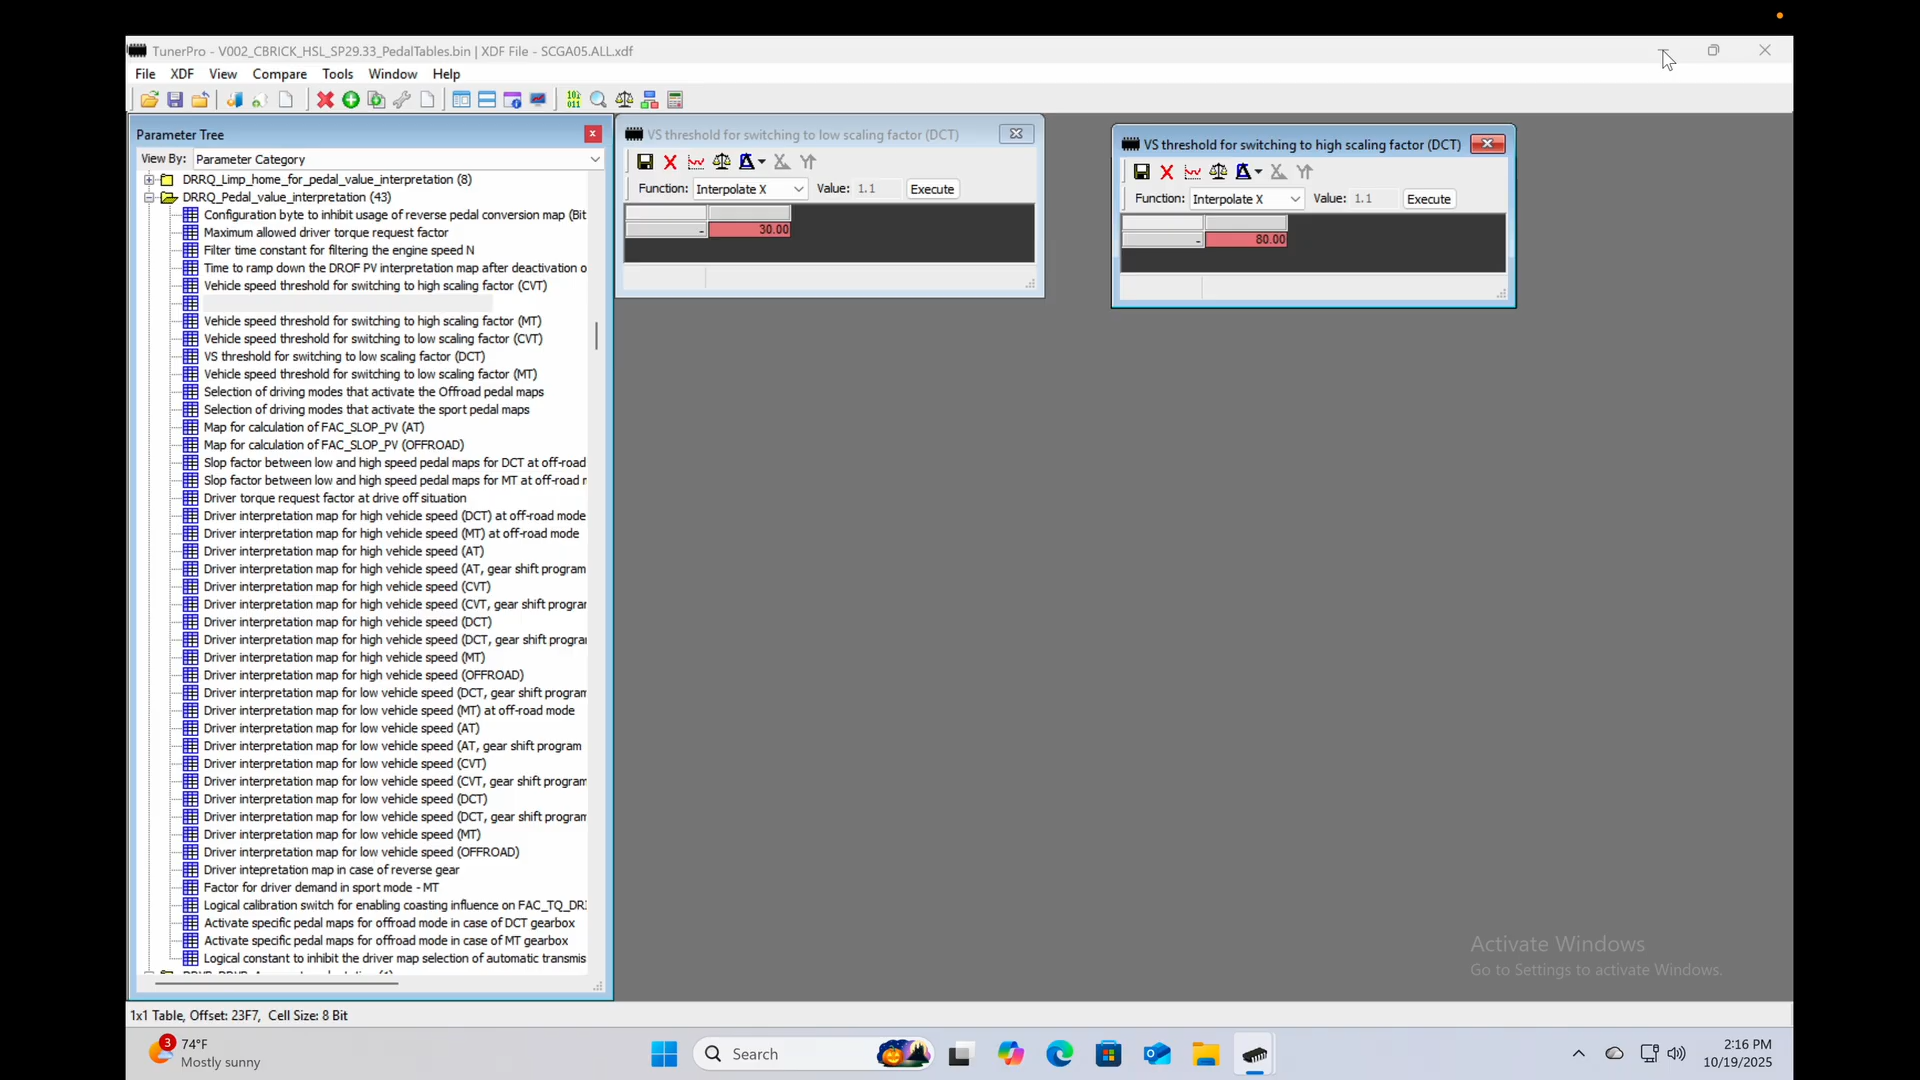 TunerPro - V002_CBRICK_HSL_SP29.33_PedalTables.bin | XDF File - SCGA05.ALL.xdf
File XDF View Compare Tools Window Help
Parameter Tree
View By: Parameter Category
DRRQ_Limp_home_for_pedal_value_interpretation (8)
DRRQ_Pedal_value_interpretation (43)
Configuration byte to inhibit usage of reverse pedal conversion map (Bit
Maximum allowed driver torque request factor
Filter time constant for filtering the engine speed N
Time to ramp down the DROF PV interpretation map after deactivation o
Vehicle speed threshold for switching to high scaling factor (CVT)
Vehicle speed threshold for switching to high scaling factor (MT)
Vehicle speed threshold for switching to low scaling factor (CVT)
VS threshold for switching to low scaling factor (DCT)
Vehicle speed threshold for switching to low scaling factor (MT)
Selection of driving modes that activate the Offroad pedal maps
Selection of driving modes that activate the sport pedal maps
Map for calculation of FAC_SLOP_PV (AT)
Map for calculation of FAC_SLOP_PV (OFFROAD)
Slop factor between low and high speed pedal maps for DCT at off-road
Slop factor between low and high speed pedal maps for MT at off-road r
Driver torque request factor at drive off situation
Driver interpretation map for high vehicle speed (DCT) at off-road mode
Driver interpretation map for high vehicle speed (MT) at off-road mode
Driver interpretation map for high vehicle speed (AT)
Driver interpretation map for high vehicle speed (AT, gear shift program
Driver interpretation map for high vehicle speed (CVT)
Driver interpretation map for high vehicle speed (CVT, gear shift prograr
Driver interpretation map for high vehicle speed (DCT)
Driver interpretation map for high vehicle speed (DCT, gear shift prograr
Driver interpretation map for high vehicle speed (MT)
Driver interpretation map for high vehicle speed (OFFROAD)
Driver interpretation map for low vehicle speed (DCT, gear shift program
Driver interpretation map for low vehicle speed (MT) at off-road mode
Driver interpretation map for low vehicle speed (AT)
Driver interpretation map for low vehicle speed (AT, gear shift program
Driver interpretation map for low vehicle speed (CVT)
Driver interpretation map for low vehicle speed (CVT, gear shift program
Driver interpretation map for low vehicle speed (DCT)
Driver interpretation map for low vehicle speed (DCT, gear shift program
Driver interpretation map for low vehicle speed (MT)
Driver interpretation map for low vehicle speed (OFFROAD)
Driver intepretation map in case of reverse gear
Factor for driver demand in sport mode - MT
Logical calibration switch for enabling coasting influence on FAC_TQ_DR
Activate specific pedal maps for offroad mode in case of DCT gearbox
Activate specific pedal maps for offroad mode in case of MT gearbox
Logical constant to inhibit the driver map selection of automatic transmis
VS threshold for switching to low scaling factor (DCT)
Function: Interpolate X Value: 1.1 Execute
- 30.00
VS threshold for switching to high scaling factor (DCT)
Function: Interpolate X Value: 1.1 Execute
- 80.00
Activate Windows
Go to Settings to activate Windows.
1x1 Table, Offset: 23F7, Cell Size: 8 Bit
3
74°F
Mostly sunny
Search
2:16 PM
10/19/2025